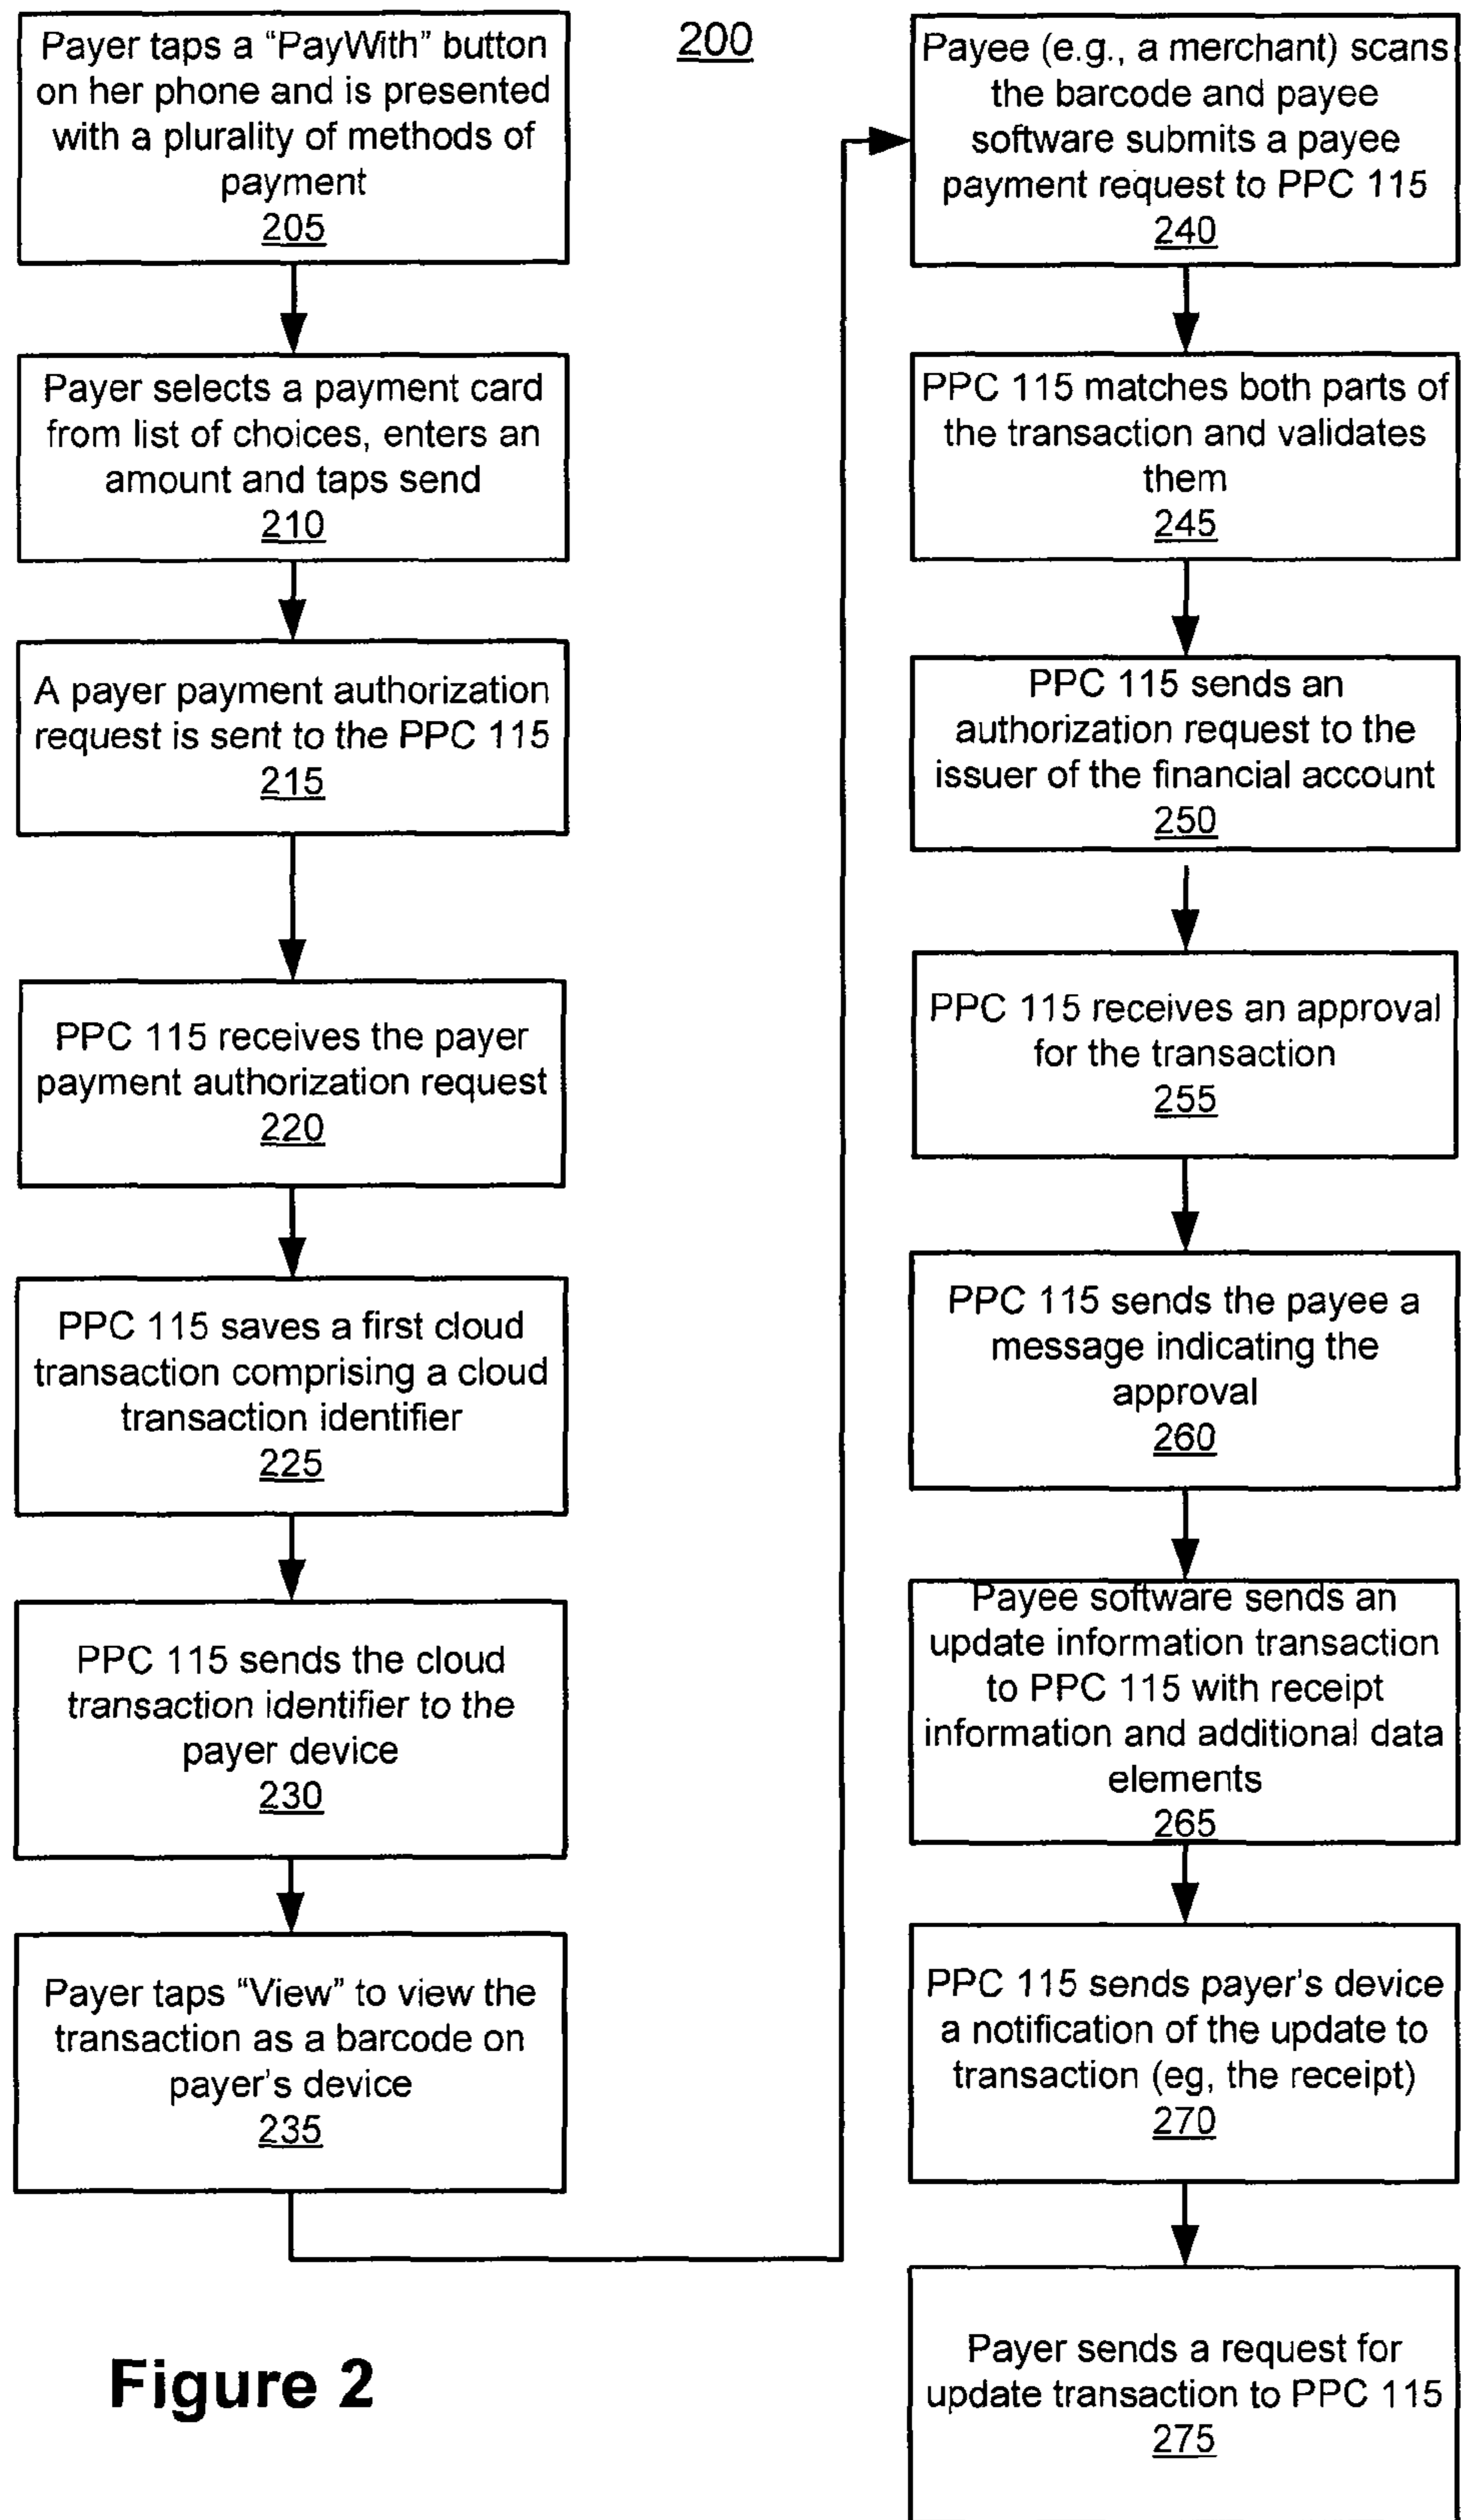 200
Payer taps a “PayWith” button
on her phone and is presented
with a plurality of methods of
payment
205
Payer selects a payment card
from list of choices, enters an
amount and taps send
210
A payer payment authorization
request is sent to the PPC 115
215
PPC 115 receives the payer
payment authorization request
220
PPC 115 saves a first cloud
transaction comprising a cloud
transaction identifier
225
PPC 115 sends the cloud
transaction identifier to the
payer device
230
Payer taps “View” to view the
transaction as a barcode on
payer’s device
235
Payee (e.g., a merchant) scans
the barcode and payee
software submits a payee
payment request to PPC 115
240
PPC 115 matches both parts of
the transaction and validates
them
245
PPC 115 sends an
authorization request to the
issuer of the financial account
250
PPC 115 receives an approval
for the transaction
255
PPC 115 sends the payee a
message indicating the
approval
260
Payee software sends an
update information transaction
to PPC 115 with receipt
information and additional data
elements
265
PPC 115 sends payer’s device
a notification of the update to
transaction (eg, the receipt)
270
Payer sends a request for
update transaction to PPC 115
275
Figure 2